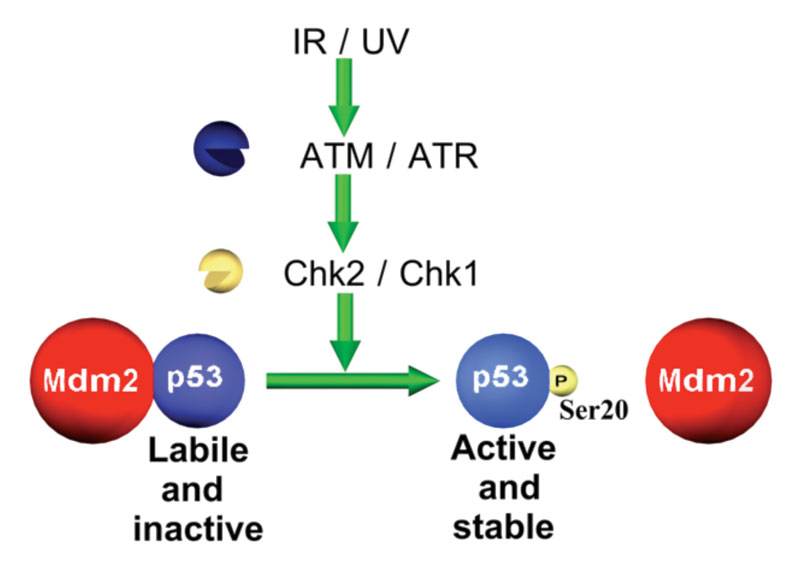 IR / UV
ATM / ATR
Chk2 / Chk1
Mdm2 p53
p53 P Mdm2
Ser20
Labile
and
inactive
Active
and
stable